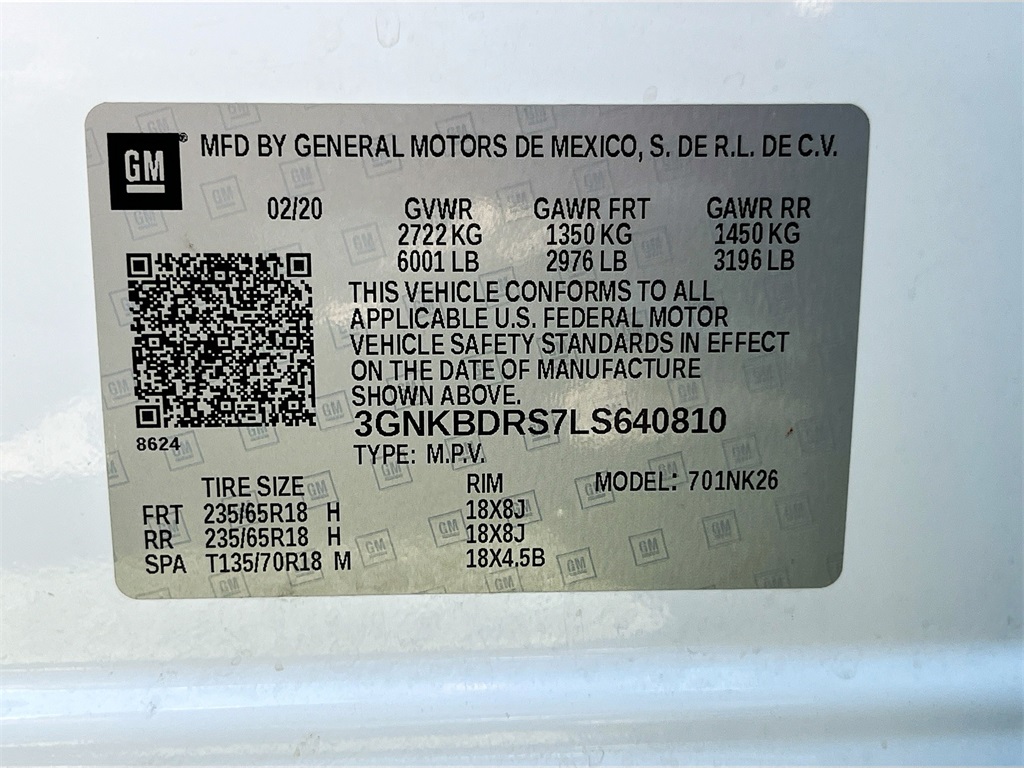 GM ® MFD BY GENERAL MOTORS DE MEXICO, S. DE R.L. DE C.V.
02/20 GVWR GAWR FRT GAWR RR
2722 KG 1350 KG 1450 KG
6001 LB 2976 LB 3196 LB
THIS VEHICLE CONFORMS TO ALL
APPLICABLE U.S. FEDERAL MOTOR
VEHICLE SAFETY STANDARDS IN EFFECT
ON THE DATE OF MANUFACTURE
SHOWN ABOVE.
3GNKBDRS7LS640810
8624
TYPE: M.P.V.
TIRE SIZE RIM MODEL: 701NK26
FRT 235/65R18 H 18X8J
RR 235/65R18 H 18X8J
SPA T135/70R18 M 18X4.5B